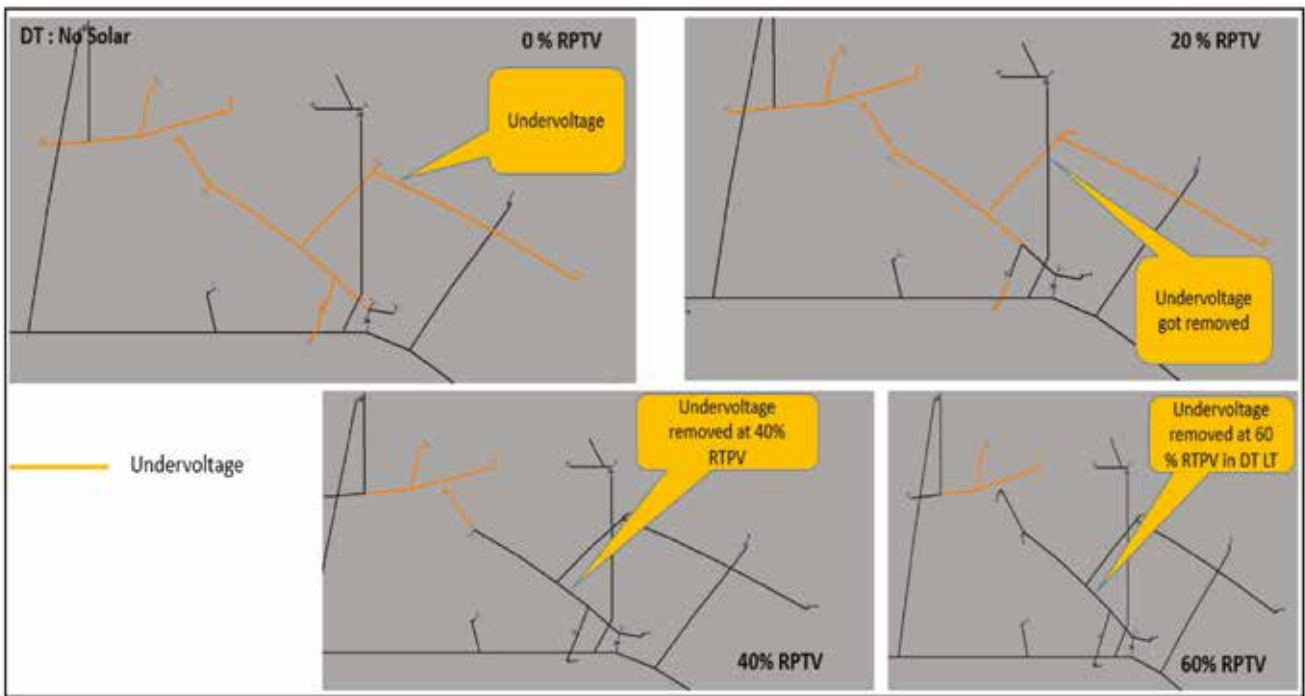 DT : No Solar
0 % RPTV
Undervoltage
20 % RPTV
Undervoltage
got removed
Undervoltage
Undervoltage
removed at 40%
RTPV
40% RPTV
Undervoltage
removed at 60
% RTPV in DT LT
60% RPTV